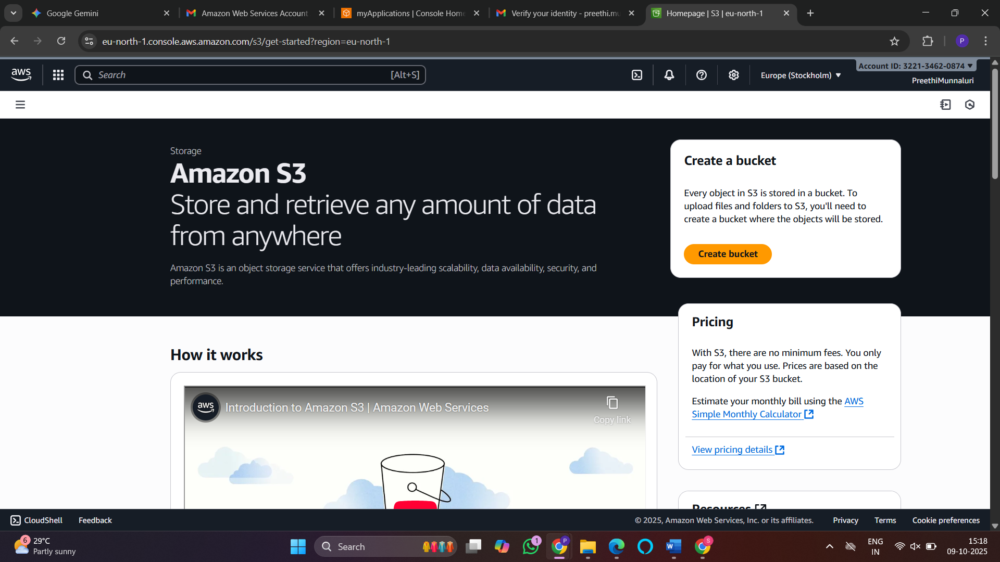 Google Gemini
Amazon Web Services Account
myApplications | Console Home
Verify your identity - preethi.mu
Homepage | S3 | eu-north-1
eu-north-1.console.aws.amazon.com/s3/get-started?region=eu-north-1
P
aws
Search
[Alt+S]
Europe (Stockholm)
Account ID: 3221-3462-0874
PreethiMunnaluri
Storage
Amazon S3
Store and retrieve any amount of data
from anywhere
Amazon S3 is an object storage service that offers industry-leading scalability, data availability, security, and
performance.
Create a bucket
Every object in S3 is stored in a bucket. To
upload files and folders to S3, you'll need to
create a bucket where the objects will be stored.
Create bucket
Pricing
With S3, there are no minimum fees. You only
pay for what you use. Prices are based on the
location of your S3 bucket.
Estimate your monthly bill using the AWS
Simple Monthly Calculator
View pricing details
Resources
How it works
aws
Introduction to Amazon S3 | Amazon Web Services
Copy link
CloudShell
Feedback
© 2025, Amazon Web Services, Inc. or its affiliates.
Privacy
Terms
Cookie preferences
6
29°C
Partly sunny
Search
1
P
W
S
ENG
IN
15:18
09-10-2025